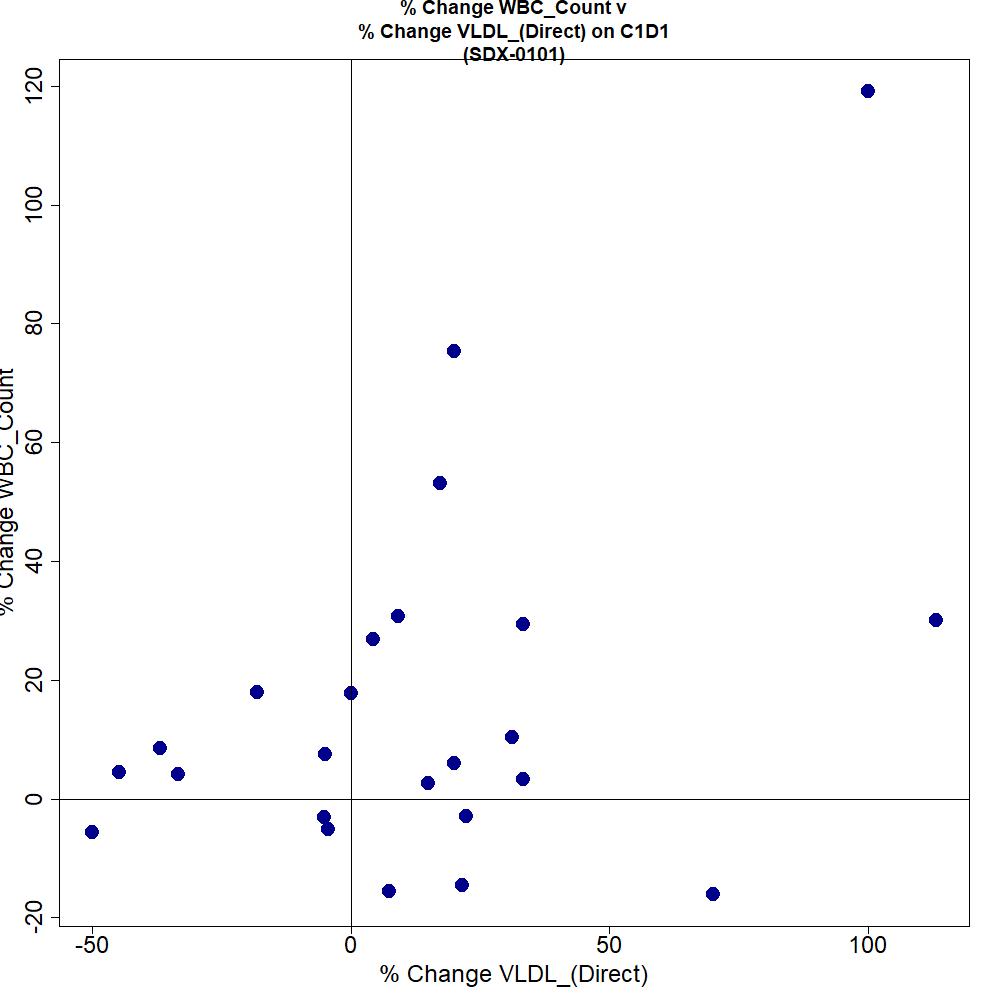 % Change WBC_Count v
% Change VLDL_(Direct) on C1D1
(SDX-0101)
% Change WBC_Count
120
100
80
60
40
20
0
-20
-50
0
50
100
% Change VLDL_(Direct)